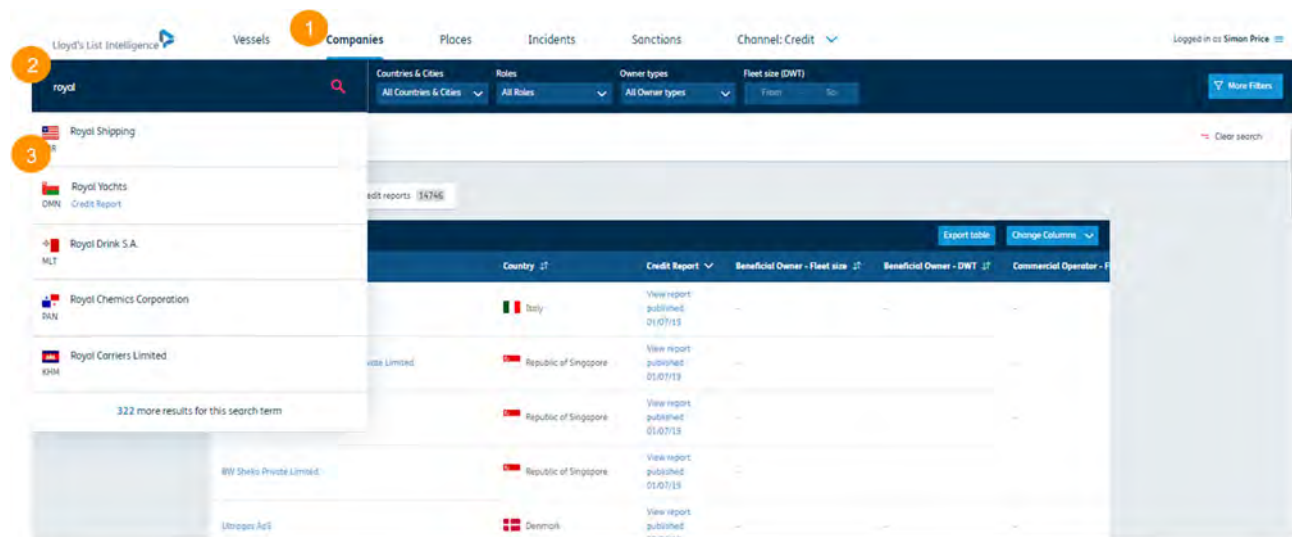 1
Lloyd's List Intelligence
Vessels
Companies
Places
Incidents
Sanctions
Channel: Credit
Logged in as Simon Price
2
royal
Countries & Cities
All Countries & Cities
Roles
All Roles
Owner types
All Owner types
Fleet size (DWT)
From
To
More Filters
Royal Shipping
3
Clear search
Royal Yachts
OMN Credit Report
edit reports 14746
Royal Drink S.A.
MLT
Export table
Change Columns
Country
Credit Report
Beneficial Owner - Fleet size
Beneficial Owner - DWT
Commercial Operator - F
Royal Chemics Corporation
PAN
Italy
View report
published
01/07/19
Royal Carriers Limited
KHM
vate Limited
Republic of Singapore
View report
published
01/07/19
322 more results for this search term
Republic of Singapore
View report
published
01/07/19
BW Sheks Private Limited
Republic of Singapore
View report
published
01/07/19
Denmark
View report
published